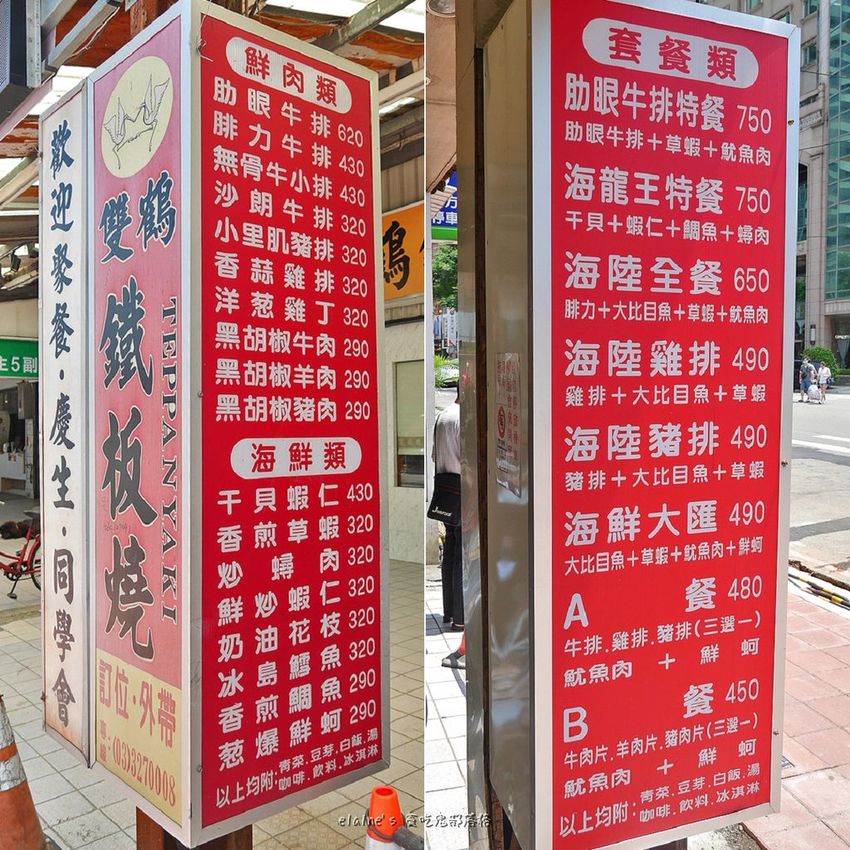 歡迎聚餐·慶生·同學會
雙鶴
鐵板燒
TEPPANYAKI
訂位·外帶
專線:(03)3270008
鮮肉類
肋眼牛排 620
腓力牛排 430
無骨牛小排 430
沙朗牛排 320
小里肌豬排 320
香蒜雞排 320
洋葱雞丁 320
黑胡椒牛肉 290
黑胡椒羊肉 290
黑胡椒豬肉 290
海鮮類
干貝蝦仁 430
香煎草蝦 320
炒蟳肉 320
鮮炒蝦仁 320
奶油花枝 320
冰島鱈魚 320
香煎鯛魚 290
葱爆鮮蚵 290
以上均附:青菜.豆芽.白飯.湯
咖啡.飲料.冰淇淋
套餐類
肋眼牛排特餐 750
肋眼牛排+草蝦+魷魚肉
海龍王特餐 750
干貝+蝦仁+鯛魚+蟳肉
海陸全餐 650
腓力+大比目魚+草蝦+魷魚肉
海陸雞排 490
雞排+大比目魚+草蝦
海陸豬排 490
豬排+大比目魚+草蝦
海鮮大匯 490
大比目魚+草蝦+魷魚肉+鮮蚵
A餐 480
牛排.雞排.豬排(三選一)
魷魚肉+鮮蚵
B餐 450
牛肉片.羊肉片.豬肉片(三選一)
魷魚肉+鮮蚵
以上均附:青菜.豆芽.白飯.湯
咖啡.飲料.冰淇淋
鶴
生5副
停車
elaine's 貪吃鬼部落格